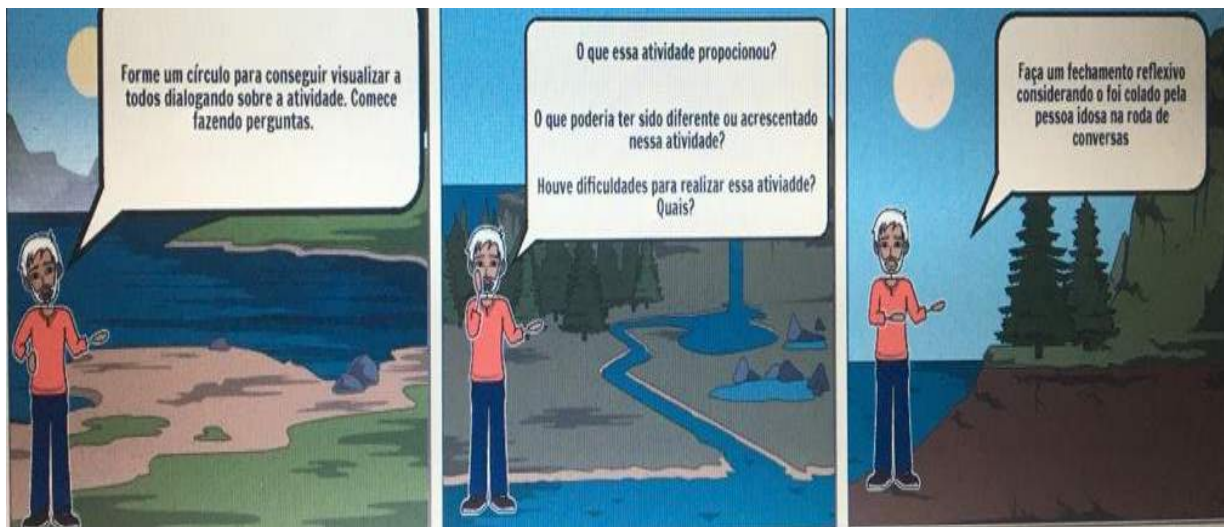 Forme um círculo para conseguir visualizar a
todos dialogando sobre a atividade. Comece
fazendo perguntas.
O que essa atividade propocionou?
O que poderia ter sido diferente ou acrescentado
nessa atividade?
Houve dificuldades para realizar essa ativiadde?
Quais?
Faça um fechamento reflexivo
considerando o foi colado pela
pessoa idosa na roda de
conversas